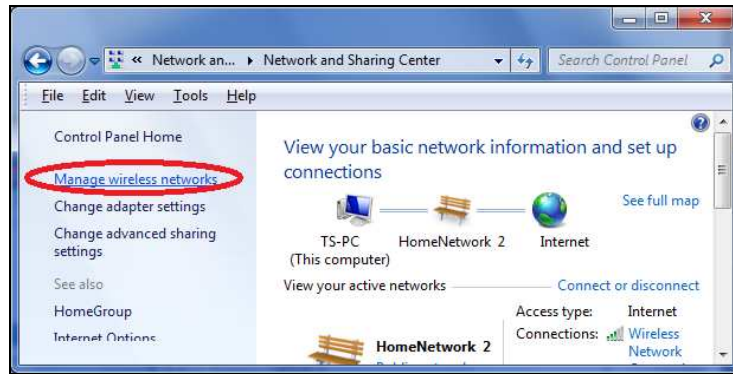 « Network an... ▸ Network and Sharing Center
Search Control Panel
File Edit View Tools Help
Control Panel Home
Manage wireless networks
Change adapter settings
Change advanced sharing
settings
See also
HomeGroup
Internet Options
View your basic network information and set up
connections
See full map
TS-PC
(This computer)
HomeNetwork 2
Internet
View your active networks
Connect or disconnect
HomeNetwork 2
Access type: Internet
Connections: Wireless
Network